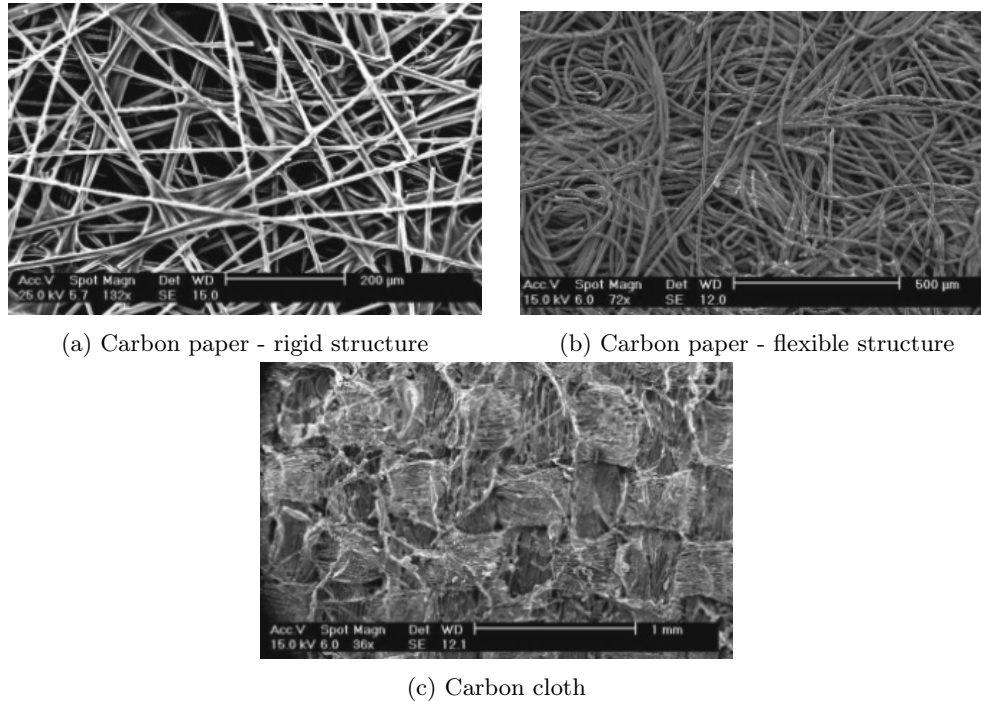 Acc.V Spot Magn Det WD 200 µm
25.0 kV 5.7 132x SE 15.0
Acc.V Spot Magn Det WD 500 µm
15.0 kV 6.0 72x SE 12.0
(a) Carbon paper - rigid structure
(b) Carbon paper - flexible structure
Acc.V Spot Magn Det WD 1 mm
15.0 kV 6.0 36x SE 12.1
(c) Carbon cloth